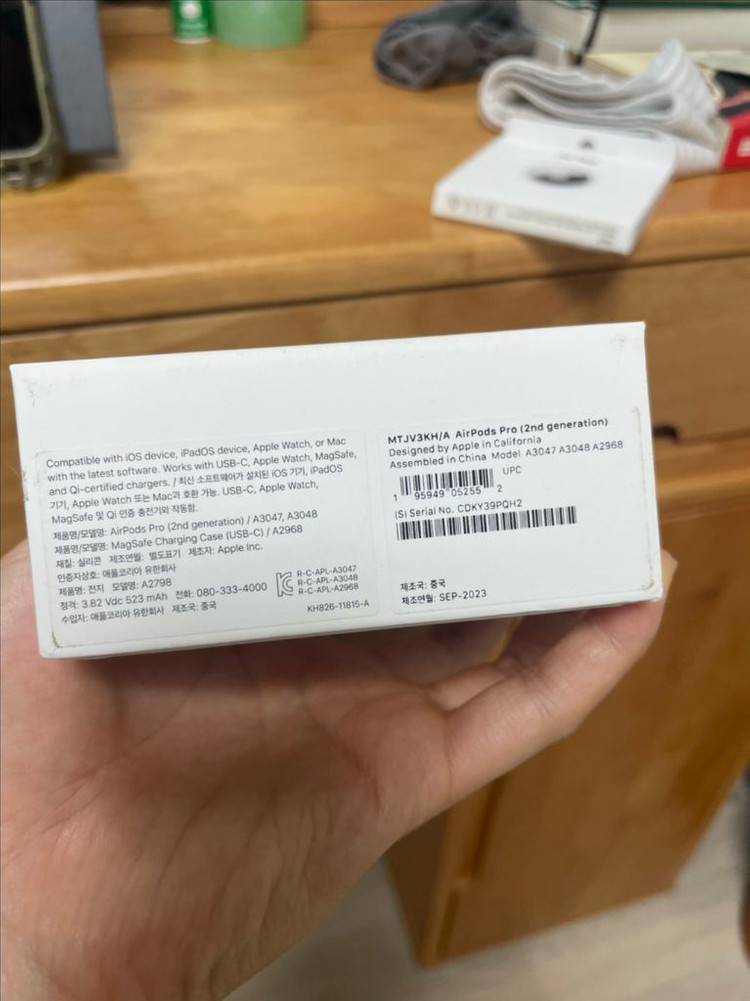 Compatible with iOS device, iPadOS device, Apple Watch, or Mac
with the latest software. Works with USB-C, Apple Watch, MagSafe,
and Qi-certified chargers. / 최신 소프트웨어가 설치된 iOS 기기, iPadOS
기기, Apple Watch 또는 Mac과 호환 가능. USB-C, Apple Watch,
MagSafe 및 Qi 인증 충전기와 작동함.
제품명/모델명: AirPods Pro (2nd generation) / A3047, A3048
제품명/모델명: MagSafe Charging Case (USB-C) / A2968
재질: 실리콘 제조연월: 별도표기 제조자: Apple Inc.
인증자상호: 애플코리아 유한회사
제품명: 전지 모델명: A2798
정격: 3.82 Vdc 523 mAh 전화: 080-333-4000
수입자: 애플코리아 유한회사 제조국: 중국
R-C-APL-A3047
R-C-APL-A3048
R-C-APL-A2968
KH826-11815-A
MTJV3KH/A AirPods Pro (2nd generation)
Designed by Apple in California
Assembled in China Model A3047 A3048 A2968
UPC
1 95949 05255 2
(S) Serial No. CDKY39PQH2
제조국: 중국
제조연월: SEP-2023